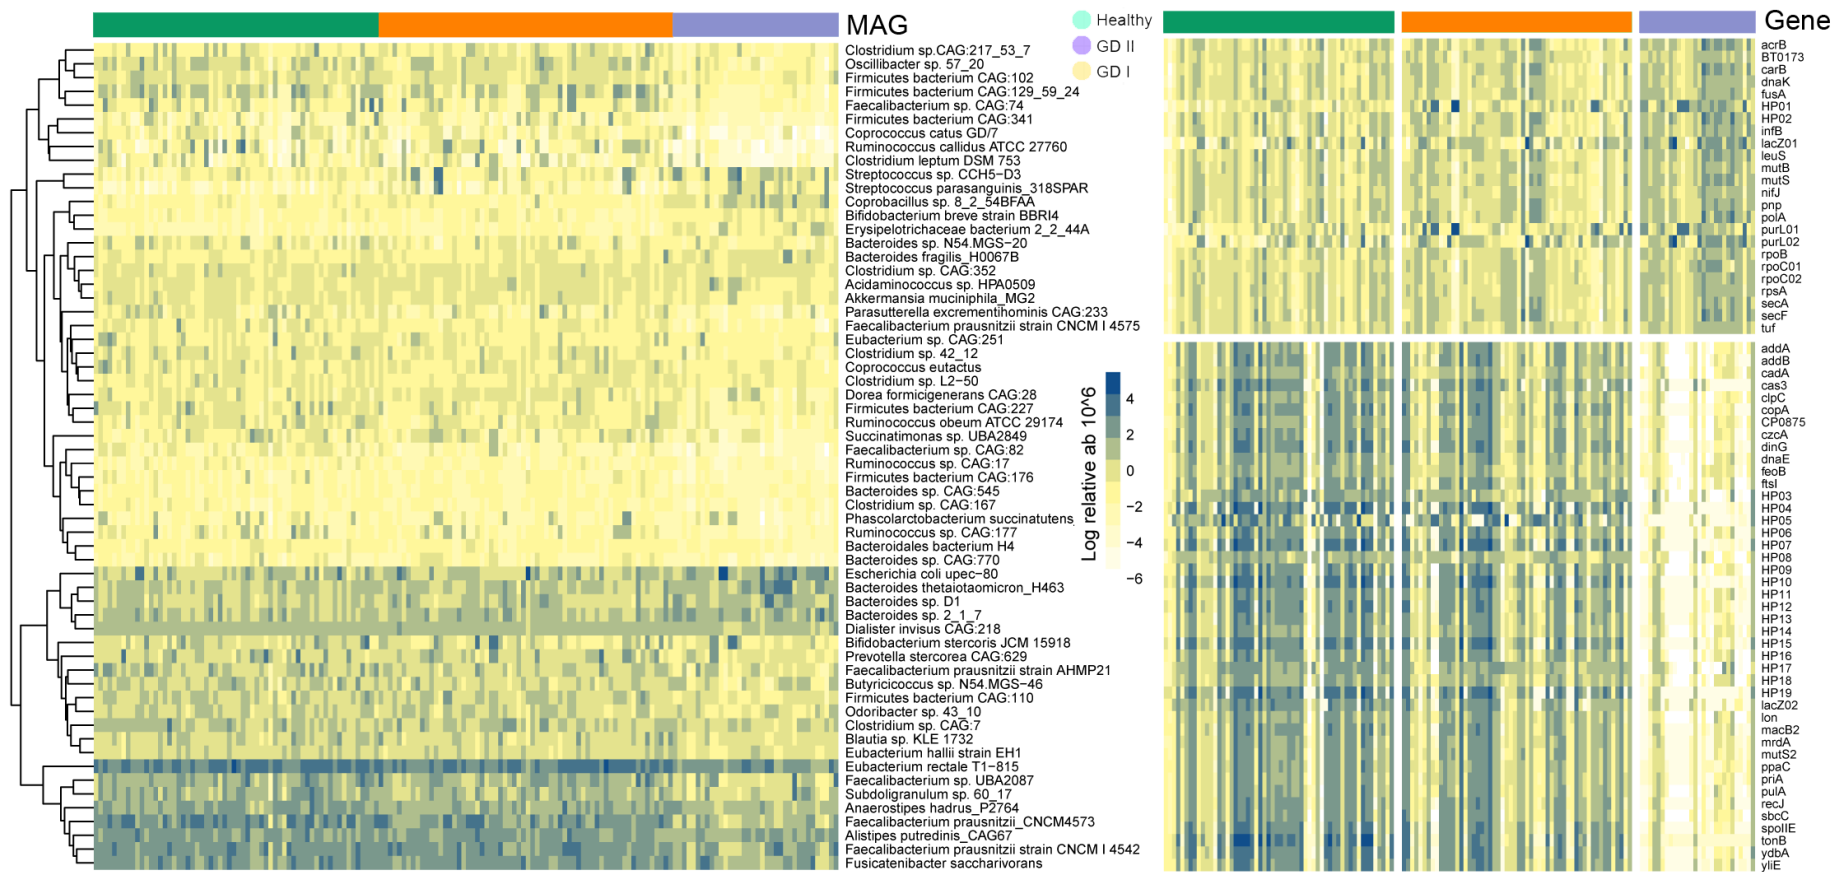 MAG
Clostridium sp.CAG:217_53_7
Oscillibacter sp. 57_20
Firmicutes bacterium CAG:102
Firmicutes bacterium CAG:129_59_24
Faecalibacterium sp. CAG:74
Firmicutes bacterium CAG:341
Coprococcus catus GD/7
Ruminococcus callidus ATCC 27760
Clostridium leptum DSM 753
Streptococcus sp. CCH5−D3
Streptococcus parasanguinis_318SPAR
Coprobacillus sp. 8_2_54BFAA
Bifidobacterium breve strain BBRI4
Erysipelotrichaceae bacterium 2_2_44A
Bacteroides sp. N54.MGS−20
Bacteroides fragilis_H0067B
Clostridium sp. CAG:352
Acidaminococcus sp. HPA0509
Akkermansia muciniphila_MG2
Parasutterella excrementihominis CAG:233
Faecalibacterium prausnitzii strain CNCM I 4575
Eubacterium sp. CAG:251
Clostridium sp. 42_12
Coprococcus eutactus
Clostridium sp. L2−50
Dorea formicigenerans CAG:28
Firmicutes bacterium CAG:227
Ruminococcus obeum ATCC 29174
Succinatimonas sp. UBA2849
Faecalibacterium sp. CAG:82
Ruminococcus sp. CAG:17
Firmicutes bacterium CAG:176
Bacteroides sp. CAG:545
Clostridium sp. CAG:167
Phascolarctobacterium succinatutens
Ruminococcus sp. CAG:177
Bacteroidales bacterium H4
Bacteroides sp. CAG:770
Escherichia coli upec−80
Bacteroides thetaiotaomicron_H463
Bacteroides sp. D1
Bacteroides sp. 2_1_7
Dialister invisus CAG:218
Bifidobacterium stercoris JCM 15918
Prevotella stercorea CAG:629
Faecalibacterium prausnitzii strain AHMP21
Butyricicoccus sp. N54.MGS−46
Firmicutes bacterium CAG:110
Odoribacter sp. 43_10
Clostridium sp. CAG:7
Blautia sp. KLE 1732
Eubacterium hallii strain EH1
Eubacterium rectale T1−815
Faecalibacterium sp. UBA2087
Subdoligranulum sp. 60_17
Anaerostipes hadrus_P2764
Faecalibacterium prausnitzii_CNCM4573
Alistipes putredinis_CAG67
Faecalibacterium prausnitzii strain CNCM I 4542
Fusicatenibacter saccharivorans
Healthy
GD II
GD I
Log relative ab 10^6
4
2
0
−2
−4
−6
Gene
acrB
BT0173
carB
dnaK
fusA
HP01
HP02
infB
lacZ01
leuS
mutB
mutS
nifJ
pnp
polA
purL01
purL02
rpoB
rpoC01
rpoC02
rpsA
secA
secF
tuf
addA
addB
cadA
cas3
clpC
copA
CP0875
czcA
dinG
dnaE
feoB
ftsI
HP03
HP04
HP05
HP06
HP07
HP08
HP09
HP10
HP11
HP12
HP13
HP14
HP15
HP16
HP17
HP18
HP19
lacZ02
lon
macB2
mrdA
mutS2
ppaC
priA
pulA
recJ
sbcC
spoIIE
tonB
ydbA
yliE